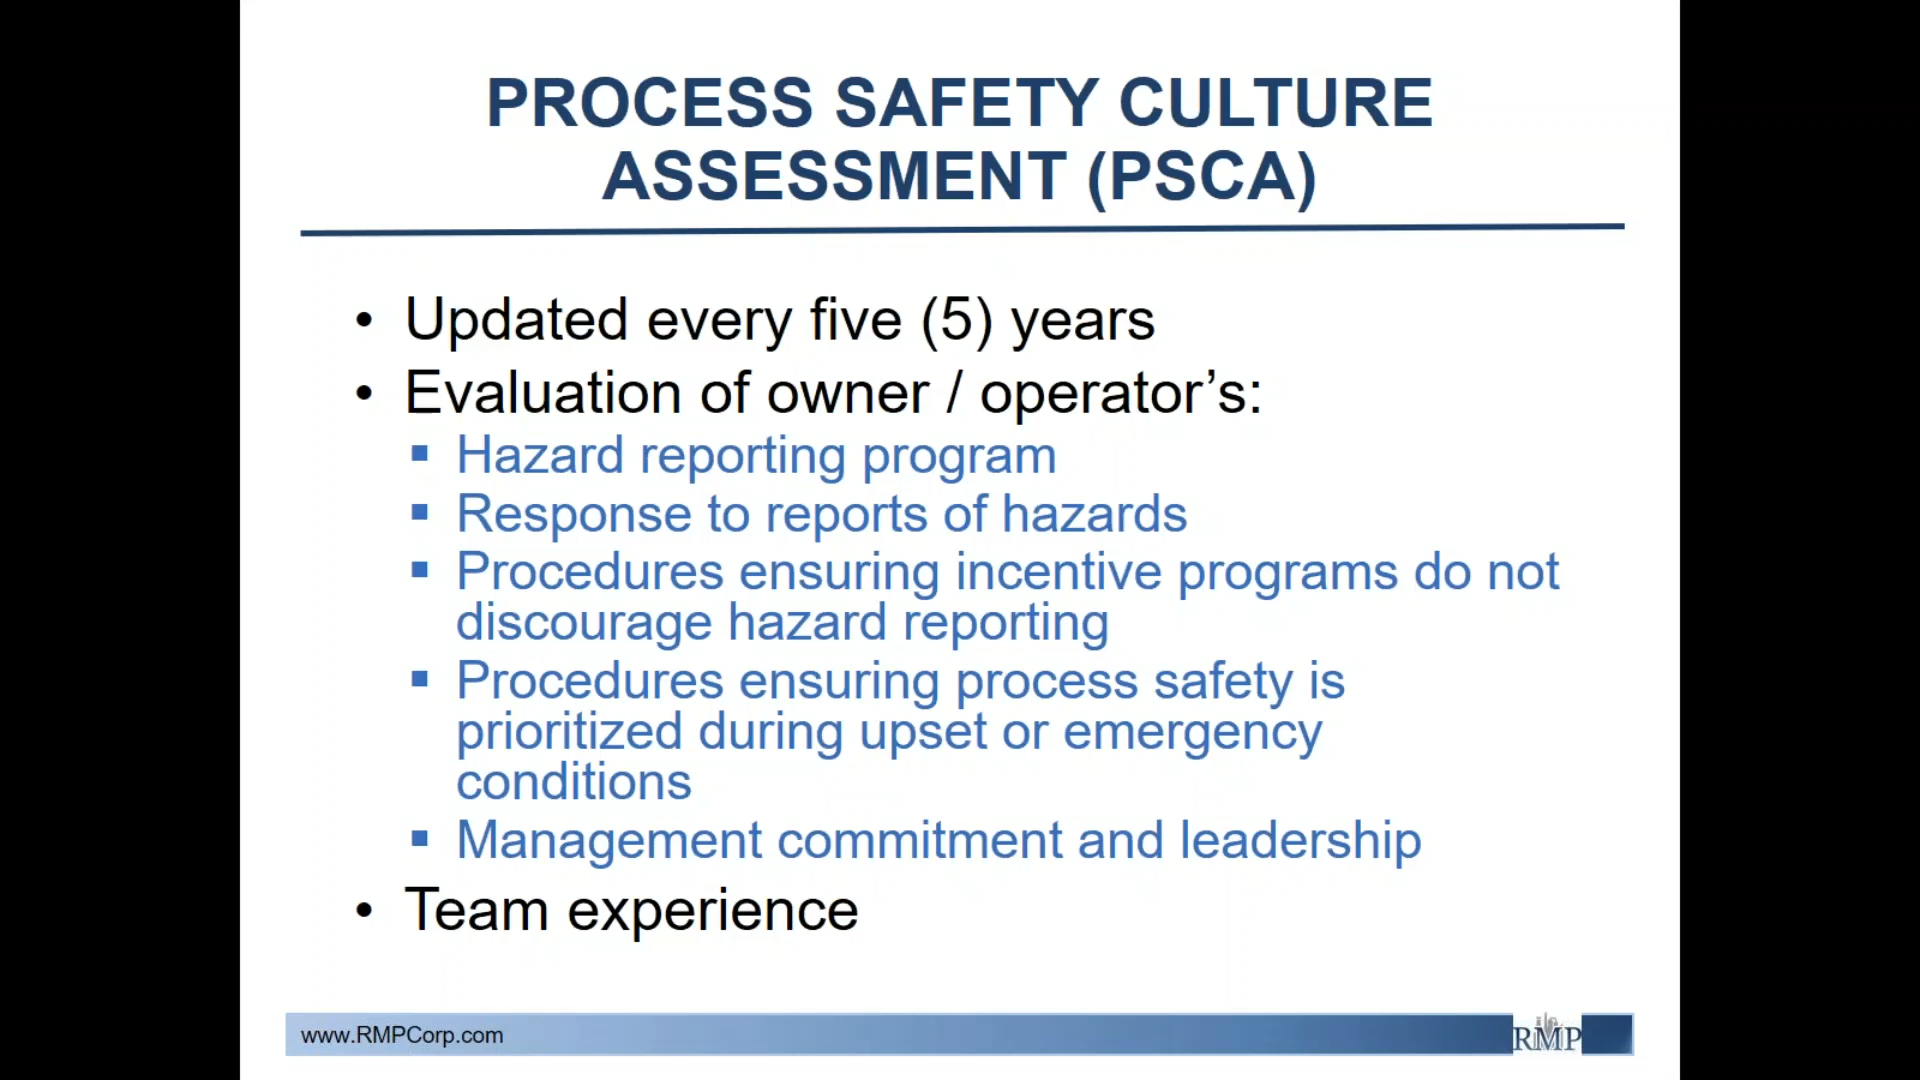 PROCESS SAFETY CULTURE
ASSESSMENT (PSCA)
• Updated every five (5) years
• Evaluation of owner / operator’s:
▪ Hazard reporting program
▪ Response to reports of hazards
▪ Procedures ensuring incentive programs do not
discourage hazard reporting
▪ Procedures ensuring process safety is
prioritized during upset or emergency
conditions
▪ Management commitment and leadership
• Team experience
www.RMPCorp.com
RMP